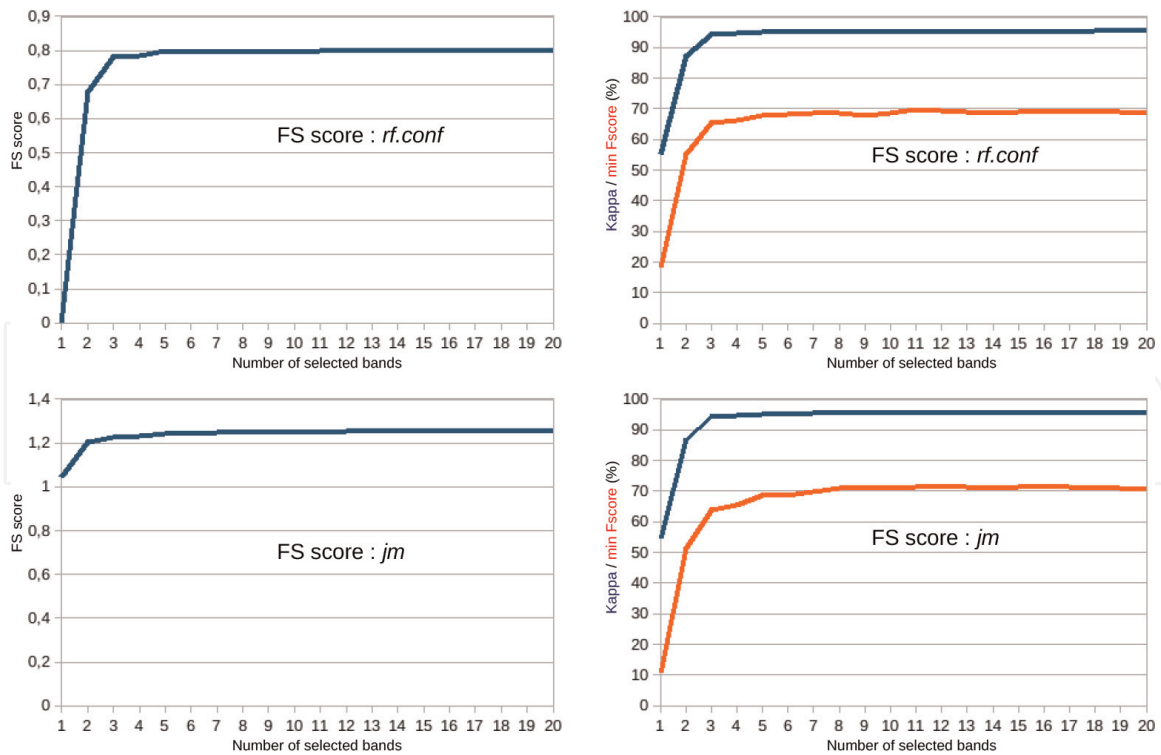 0,9
0,8
0,7
0,6
0,5
0,4
0,3
0,2
0,1
0
FS score
FS score : rf.conf
1 2 3 4 5 6 7 8 9 10 11 12 13 14 15 16 17 18 19 20
Number of selected bands
100
90
80
70
60
50
40
30
20
10
0
Kappa / min Fscore (%)
FS score : rf.conf
1 2 3 4 5 6 7 8 9 10 11 12 13 14 15 16 17 18 19 20
Number of selected bands
1,4
1,2
1
0,8
0,6
0,4
0,2
0
FS score
FS score : jm
1 2 3 4 5 6 7 8 9 10 11 12 13 14 15 16 17 18 19 20
Number of selected bands
100
90
80
70
60
50
40
30
20
10
0
Kappa / min Fscore (%)
FS score : jm
1 2 3 4 5 6 7 8 9 10 11 12 13 14 15 16 17 18 19 20
Number of selected bands